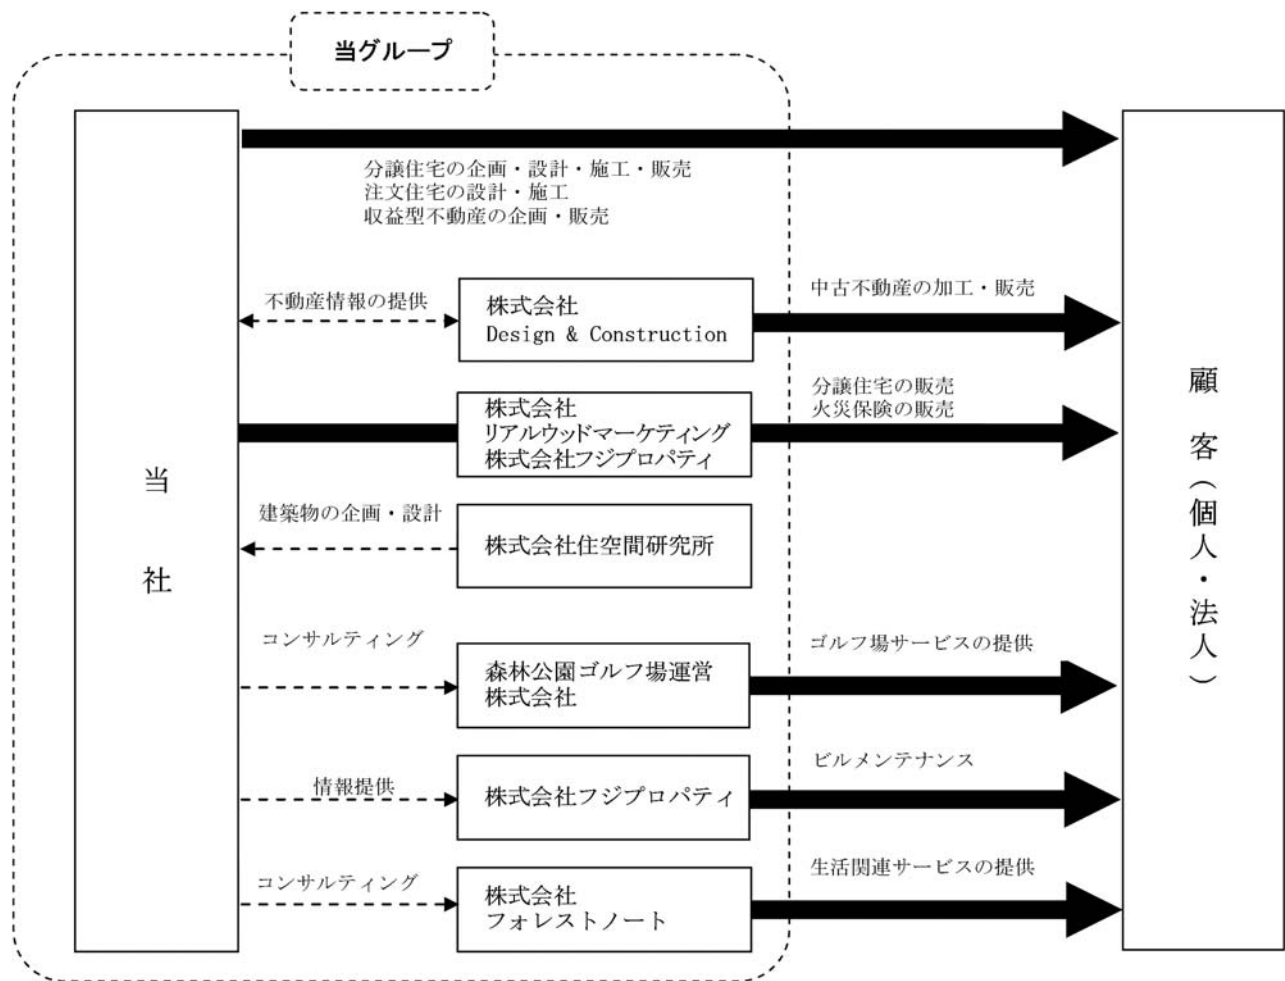 当グループ
当社
分譲住宅の企画・設計・施工・販売
注文住宅の設計・施工
収益型不動産の企画・販売
不動産情報の提供
株式会社
Design & Construction
中古不動産の加工・販売
株式会社
リアルウッドマーケティング
株式会社フジプロパティ
分譲住宅の販売
火災保険の販売
建築物の企画・設計
株式会社住空間研究所
コンサルティング
森林公園ゴルフ場運営
株式会社
ゴルフ場サービスの提供
情報提供
株式会社フジプロパティ
ビルメンテナンス
コンサルティング
株式会社
フォレストノート
生活関連サービスの提供
顧客（個人・法人）